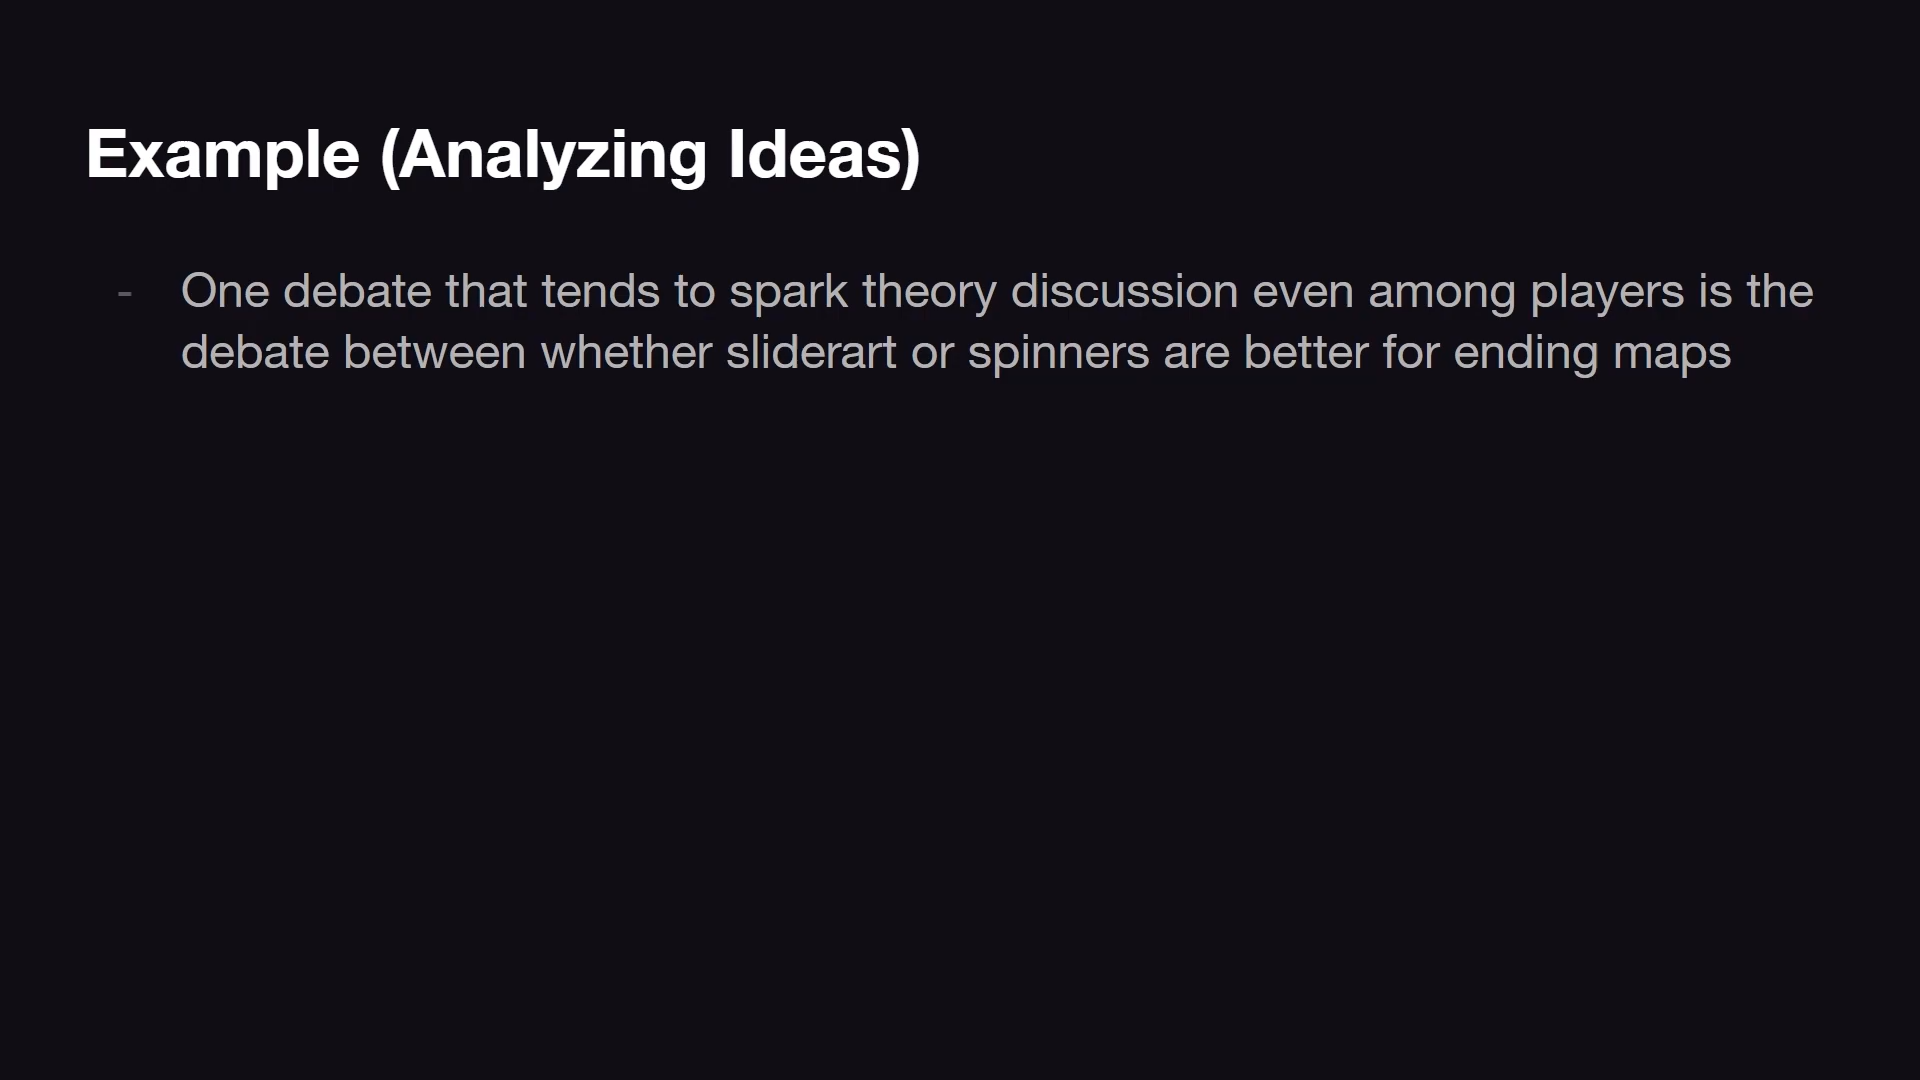 Example (Analyzing Ideas)
- One debate that tends to spark theory discussion even among players is the
debate between whether sliderart or spinners are better for ending maps